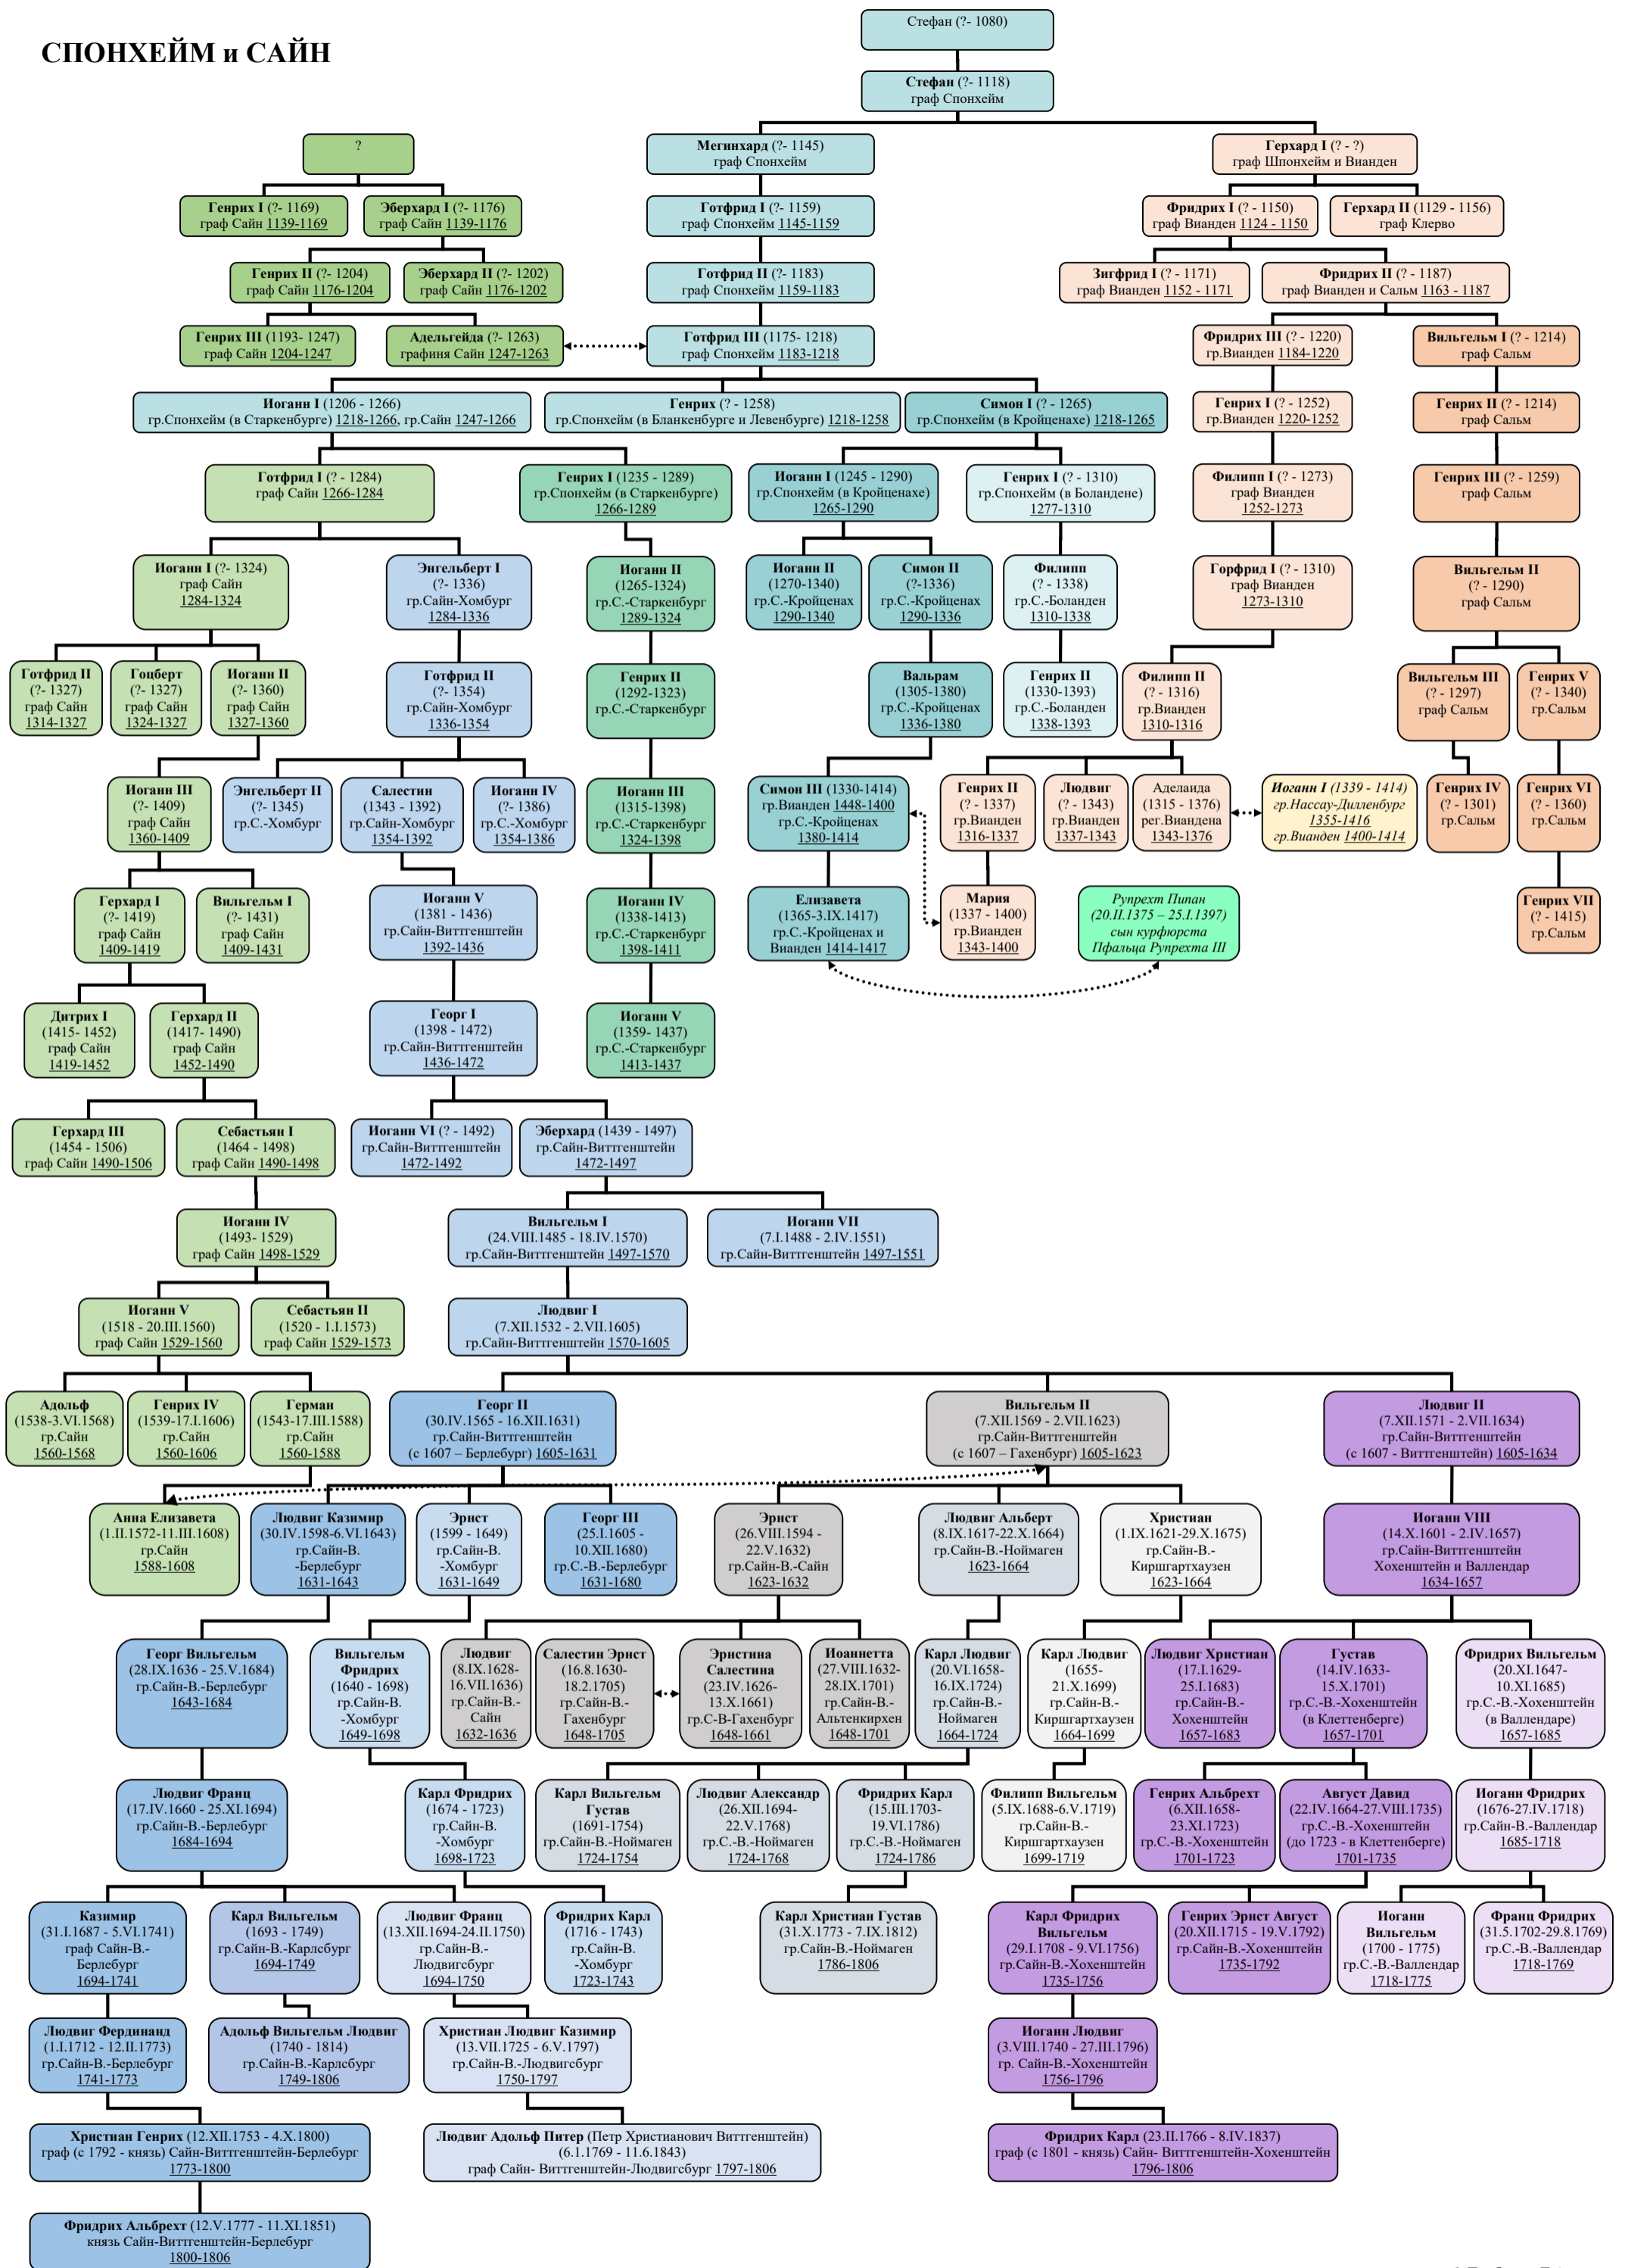 СПОНХЕЙМ и САЙН
Стефан (?- 1080)
Стефан (?- 1118)
граф Спонхейм
?
Мегинхард (?- 1145)
граф Спонхейм
Герхард I (? - ?)
граф Шпонхейм и Вианден
Генрих I (?- 1169)
граф Сайн 1139-1169
Эберхард I (?- 1176)
граф Сайн 1139-1176
Готфрид I (?- 1159)
граф Спонхейм 1145-1159
Фридрих I (? - 1150)
граф Вианден 1124 - 1150
Герхард II (1129 - 1156)
граф Клерво
Генрих II (?- 1204)
граф Сайн 1176-1204
Эберхард II (?- 1202)
граф Сайн 1176-1202
Готфрид II (?- 1183)
граф Спонхейм 1159-1183
Зигфрид I (? - 1171)
граф Вианден 1152 - 1171
Фридрих II (? - 1187)
граф Вианден и Сальм 1163 - 1187
Генрих III (1193- 1247)
граф Сайн 1204-1247
Адельгейда (?- 1263)
графиня Сайн 1247-1263
Готфрид III (1175- 1218)
граф Спонхейм 1183-1218
Фридрих III (? - 1220)
гр.Вианден 1184-1220
Вильгельм I (? - 1214)
граф Сальм
Иоганн I (1206 - 1266)
гр.Спонхейм (в Старкенбурге) 1218-1266, гр.Сайн 1247-1266
Генрих (? - 1258)
гр.Спонхейм (в Бланкенбурге и Левенбурге) 1218-1258
Симон I (? - 1265)
гр.Спонхейм (в Кройценахе) 1218-1265
Генрих I (? - 1252)
гр.Вианден 1220-1252
Генрих II (? - 1214)
граф Сальм
Готфрид I (? - 1284)
граф Сайн 1266-1284
Генрих I (1235 - 1289)
гр.Спонхейм (в Старкенбурге)
1266-1289
Иоганн I (1245 - 1290)
гр.Спонхейм (в Кройценахе)
1265-1290
Генрих I (? - 1310)
гр.Спонхейм (в Боландене)
1277-1310
Филипп I (? - 1273)
граф Вианден
1252-1273
Генрих III (? - 1259)
граф Сальм
Иоганн I (?- 1324)
граф Сайн
1284-1324
Энгельберт I
(?- 1336)
гр.Сайн-Хомбург
1284-1336
Иоганн II
(1265-1324)
гр.С.-Старкенбург
1289-1324
Иоганн II
(1270-1340)
гр.С.-Кройценах
1290-1340
Симон II
(?-1336)
гр.С.-Кройценах
1290-1336
Филипп
(? - 1338)
гр.С.-Боланден
1310-1338
Горфрид I (? - 1310)
граф Вианден
1273-1310
Вильгельм II
(? - 1290)
граф Сальм
Готфрид II
(?- 1327)
граф Сайн
1314-1327
Гоцберт
(?- 1327)
граф Сайн
1324-1327
Иоганн II
(?- 1360)
граф Сайн
1327-1360
Готфрид II
(?- 1354)
гр.Сайн-Хомбург
1336-1354
Генрих II
(1292-1323)
гр.С.-Старкенбург
Вальрам
(1305-1380)
гр.С.-Кройценах
1336-1380
Генрих II
(1330-1393)
гр.С.-Боланден
1338-1393
Филипп II
(? - 1316)
гр.Вианден
1310-1316
Вильгельм III
(? - 1297)
граф Сальм
Генрих V
(? - 1340)
гр.Сальм
Иоганн III
(?- 1409)
граф Сайн
1360-1409
Энгельберт II
(?- 1345)
гр.С.-Хомбург
Салестин
(1343 - 1392)
гр.Сайн-Хомбург
1354-1392
Иоганн IV
(?- 1386)
гр.С.-Хомбург
1354-1386
Иоганн III
(1315-1398)
гр.С.-Старкенбург
1324-1398
Симон III (1330-1414)
гр.Вианден 1448-1400
гр.С.-Кройценах
1380-1414
Генрих II
(? - 1337)
гр.Вианден
1316-1337
Людвиг
(? - 1343)
гр.Вианден
1337-1343
Аделаида
(1315 - 1376)
рег.Виандена
1343-1376
Иоганн I (1339 - 1414)
гр.Нассау-Дилленбург
1355-1416
гр.Вианден 1400-1414
Генрих IV
(? - 1301)
гр.Сальм
Генрих VI
(? - 1360)
гр.Сальм
Герхард I
(?- 1419)
граф Сайн
1409-1419
Вильгельм I
(?- 1431)
граф Сайн
1409-1431
Иоганн V
(1381 - 1436)
гр.Сайн-Виттгенштейн
1392-1436
Иоганн IV
(1338-1413)
гр.С.-Старкенбург
1398-1411
Елизавета
(1365-3.IX.1417)
гр.С.-Кройценах и
Вианден 1414-1417
Мария
(1337 - 1400)
гр.Вианден
1343-1400
Рупрехт Пипан
(20.II.1375 – 25.I.1397)
сын курфюрста
Пфальца Рупрехта III
Генрих VII
(? - 1415)
гр.Сальм
Дитрих I
(1415- 1452)
граф Сайн
1419-1452
Герхард II
(1417- 1490)
граф Сайн
1452-1490
Георг I
(1398 - 1472)
гр.Сайн-Виттгенштейн
1436-1472
Иоганн V
(1359- 1437)
гр.С.-Старкенбург
1413-1437
Герхард III
(1454 - 1506)
граф Сайн 1490-1506
Себастьян I
(1464 - 1498)
граф Сайн 1490-1498
Иоганн VI (? - 1492)
гр.Сайн-Виттгенштейн
1472-1492
Эберхард (1439 - 1497)
гр.Сайн-Виттгенштейн
1472-1497
Иоганн IV
(1493- 1529)
граф Сайн 1498-1529
Вильгельм I
(24.VIII.1485 - 18.IV.1570)
гр.Сайн-Виттгенштейн 1497-1570
Иоганн VII
(7.I.1488 - 2.IV.1551)
гр.Сайн-Виттгенштейн 1497-1551
Иоганн V
(1518 - 20.III.1560)
граф Сайн 1529-1560
Себастьян II
(1520 - 1.I.1573)
граф Сайн 1529-1573
Людвиг I
(7.XII.1532 - 2.VII.1605)
гр.Сайн-Виттгенштейн 1570-1605
Адольф
(1538-3.VI.1568)
гр.Сайн
1560-1568
Генрих IV
(1539-17.I.1606)
гр.Сайн
1560-1606
Герман
(1543-17.III.1588)
гр.Сайн
1560-1588
Георг II
(30.IV.1565 - 16.XII.1631)
гр.Сайн-Виттгенштейн
(с 1607 – Берлебург) 1605-1631
Вильгельм II
(7.XII.1569 - 2.VII.1623)
гр.Сайн-Виттгенштейн
(с 1607 – Гахенбург) 1605-1623
Людвиг II
(7.XII.1571 - 2.VII.1634)
гр.Сайн-Виттгенштейн
(с 1607 - Виттгенштейн) 1605-1634
Анна Елизавета
(1.II.1572-11.III.1608)
гр.Сайн
1588-1608
Людвиг Казимир
(30.IV.1598-6.VI.1643)
гр.Сайн-В.
-Берлебург
1631-1643
Эрнст
(1599 - 1649)
гр.Сайн-В.
-Хомбург
1631-1649
Георг III
(25.I.1605 -
10.XII.1680)
гр.С.-В.-Берлебург
1631-1680
Эрнст
(26.VIII.1594 -
22.V.1632)
гр.Сайн-В.-Сайн
1623-1632
Людвиг Альберт
(8.IX.1617-22.X.1664)
гр.Сайн-В.-Ноймаген
1623-1664
Христиан
(1.IX.1621-29.X.1675)
гр.Сайн-В.-
Киршгартхаузен
1623-1664
Иоганн VIII
(14.X.1601 - 2.IV.1657)
гр.Сайн-Виттгенштейн
Хохенштейн и Валлендар
1634-1657
Георг Вильгельм
(28.IX.1636 - 25.V.1684)
гр.Сайн-В.-Берлебург
1643-1684
Вильгельм
Фридрих
(1640 - 1698)
гр.Сайн-В.
-Хомбург
1649-1698
Людвиг
(8.IX.1628-
16.VII.1636)
гр.Сайн-В.-
Сайн
1632-1636
Салестин Эрнст
(16.8.1630-
18.2.1705)
гр.Сайн-В.-
Гахенбург
1648-1705
Эрнстина
Салестина
(23.IV.1626-
13.X.1661)
гр.С-В-Гахенбург
1648-1661
Иоаннетта
(27.VIII.1632-
28.IX.1701)
гр.Сайн-В.-
Альтенкирхен
1648-1701
Карл Людвиг
(20.VI.1658-
16.IX.1724)
гр.Сайн-В.-
Ноймаген
1664-1724
Карл Людвиг
(1655-
21.X.1699)
гр.Сайн-В.-
Киршгартхаузен
1664-1699
Людвиг Христиан
(17.I.1629-
25.I.1683)
гр.Сайн-В.-
Хохенштейн
1657-1683
Густав
(14.IV.1633-
15.X.1701)
гр.С.-В.-Хохенштейн
(в Клеттенберге)
1657-1701
Фридрих Вильгельм
(20.XI.1647-
10.XI.1685)
гр.С.-В.-Хохенштейн
(в Валлендаре)
1657-1685
Людвиг Франц
(17.IV.1660 - 25.XI.1694)
гр.Сайн-В.-Берлебург
1684-1694
Карл Фридрих
(1674 - 1723)
гр.Сайн-В.
-Хомбург
1698-1723
Карл Вильгельм
Густав
(1691-1754)
гр.Сайн-В.-Ноймаген
1724-1754
Людвиг Александр
(26.XII.1694-
22.V.1768)
гр.С.-В.-Ноймаген
1724-1768
Фридрих Карл
(15.III.1703-
19.VI.1786)
гр.С.-В.-Ноймаген
1724-1786
Филипп Вильгельм
(5.IX.1688-6.V.1719)
гр.Сайн-В.-
Киршгартхаузен
1699-1719
Генрих Альбрехт
(6.XII.1658-
23.XI.1723)
гр.С.-В.-Хохенштейн
1701-1723
Август Давид
(22.IV.1664-27.VIII.1735)
гр.С.-В.-Хохенштейн
(до 1723 - в Клеттенберге)
1701-1735
Иоганн Фридрих
(1676-27.IV.1718)
гр.Сайн-В.-Валлендар
1685-1718
Казимир
(31.I.1687 - 5.VI.1741)
граф Сайн-В.-
Берлебург
1694-1741
Карл Вильгельм
(1693 - 1749)
гр.Сайн-В.-Карлсбург
1694-1749
Людвиг Франц
(13.XII.1694-24.II.1750)
гр.Сайн-В.-
Людвигсбург
1694-1750
Фридрих Карл
(1716 - 1743)
гр.Сайн-В.
-Хомбург
1723-1743
Карл Христиан Густав
(31.X.1773 - 7.IX.1812)
гр.Сайн-В.-Ноймаген
1786-1806
Карл Фридрих
Вильгельм
(29.I.1708 - 9.VI.1756)
гр.Сайн-В.-Хохенштейн
1735-1756
Генрих Эрнст Август
(20.XII.1715 - 19.V.1792)
гр.Сайн-В.-Хохенштейн
1735-1792
Иоганн
Вильгельм
(1700 - 1775)
гр.С.-В.-Валлендар
1718-1775
Франц Фридрих
(31.5.1702-29.8.1769)
гр.С.-В.-Валлендар
1718-1769
Людвиг Фердинанд
(1.I.1712 - 12.II.1773)
гр.Сайн-В.-Берлебург
1741-1773
Адольф Вильгельм Людвиг
(1740 - 1814)
гр.Сайн-В.-Карлсбург
1749-1806
Христиан Людвиг Казимир
(13.VII.1725 - 6.V.1797)
гр.Сайн-В.-Людвигсбург
1750-1797
Иоганн Людвиг
(3.VIII.1740 - 27.III.1796)
гр. Сайн-В.-Хохенштейн
1756-1796
Христиан Генрих (12.XII.1753 - 4.X.1800)
граф (с 1792 - князь) Сайн-Виттгенштейн-Берлебург
1773-1800
Людвиг Адольф Питер (Петр Христианович Виттгенштейн)
(6.1.1769 - 11.6.1843)
граф Сайн- Виттгенштейн-Людвигсбург 1797-1806
Фридрих Карл (23.II.1766 - 8.IV.1837)
граф (с 1801 - князь) Сайн- Виттгенштейн-Хохенштейн
1796-1806
Фридрих Альбрехт (12.V.1777 - 11.XI.1851)
князь Сайн-Виттгенштейн-Берлебург
1800-1806